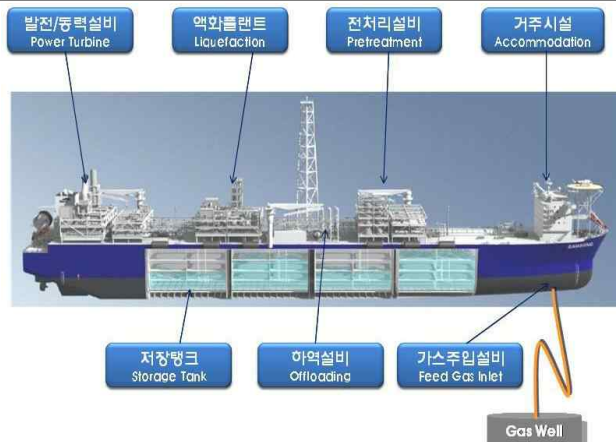 발전/동력설비
Power Turbine
액화플랜트
Liquefaction
전처리설비
Pretreatment
거주시설
Accommodation
SAMSUNG
저장탱크
Storage Tank
하역설비
Offloading
가스주입설비
Feed Gas Inlet
Gas Well